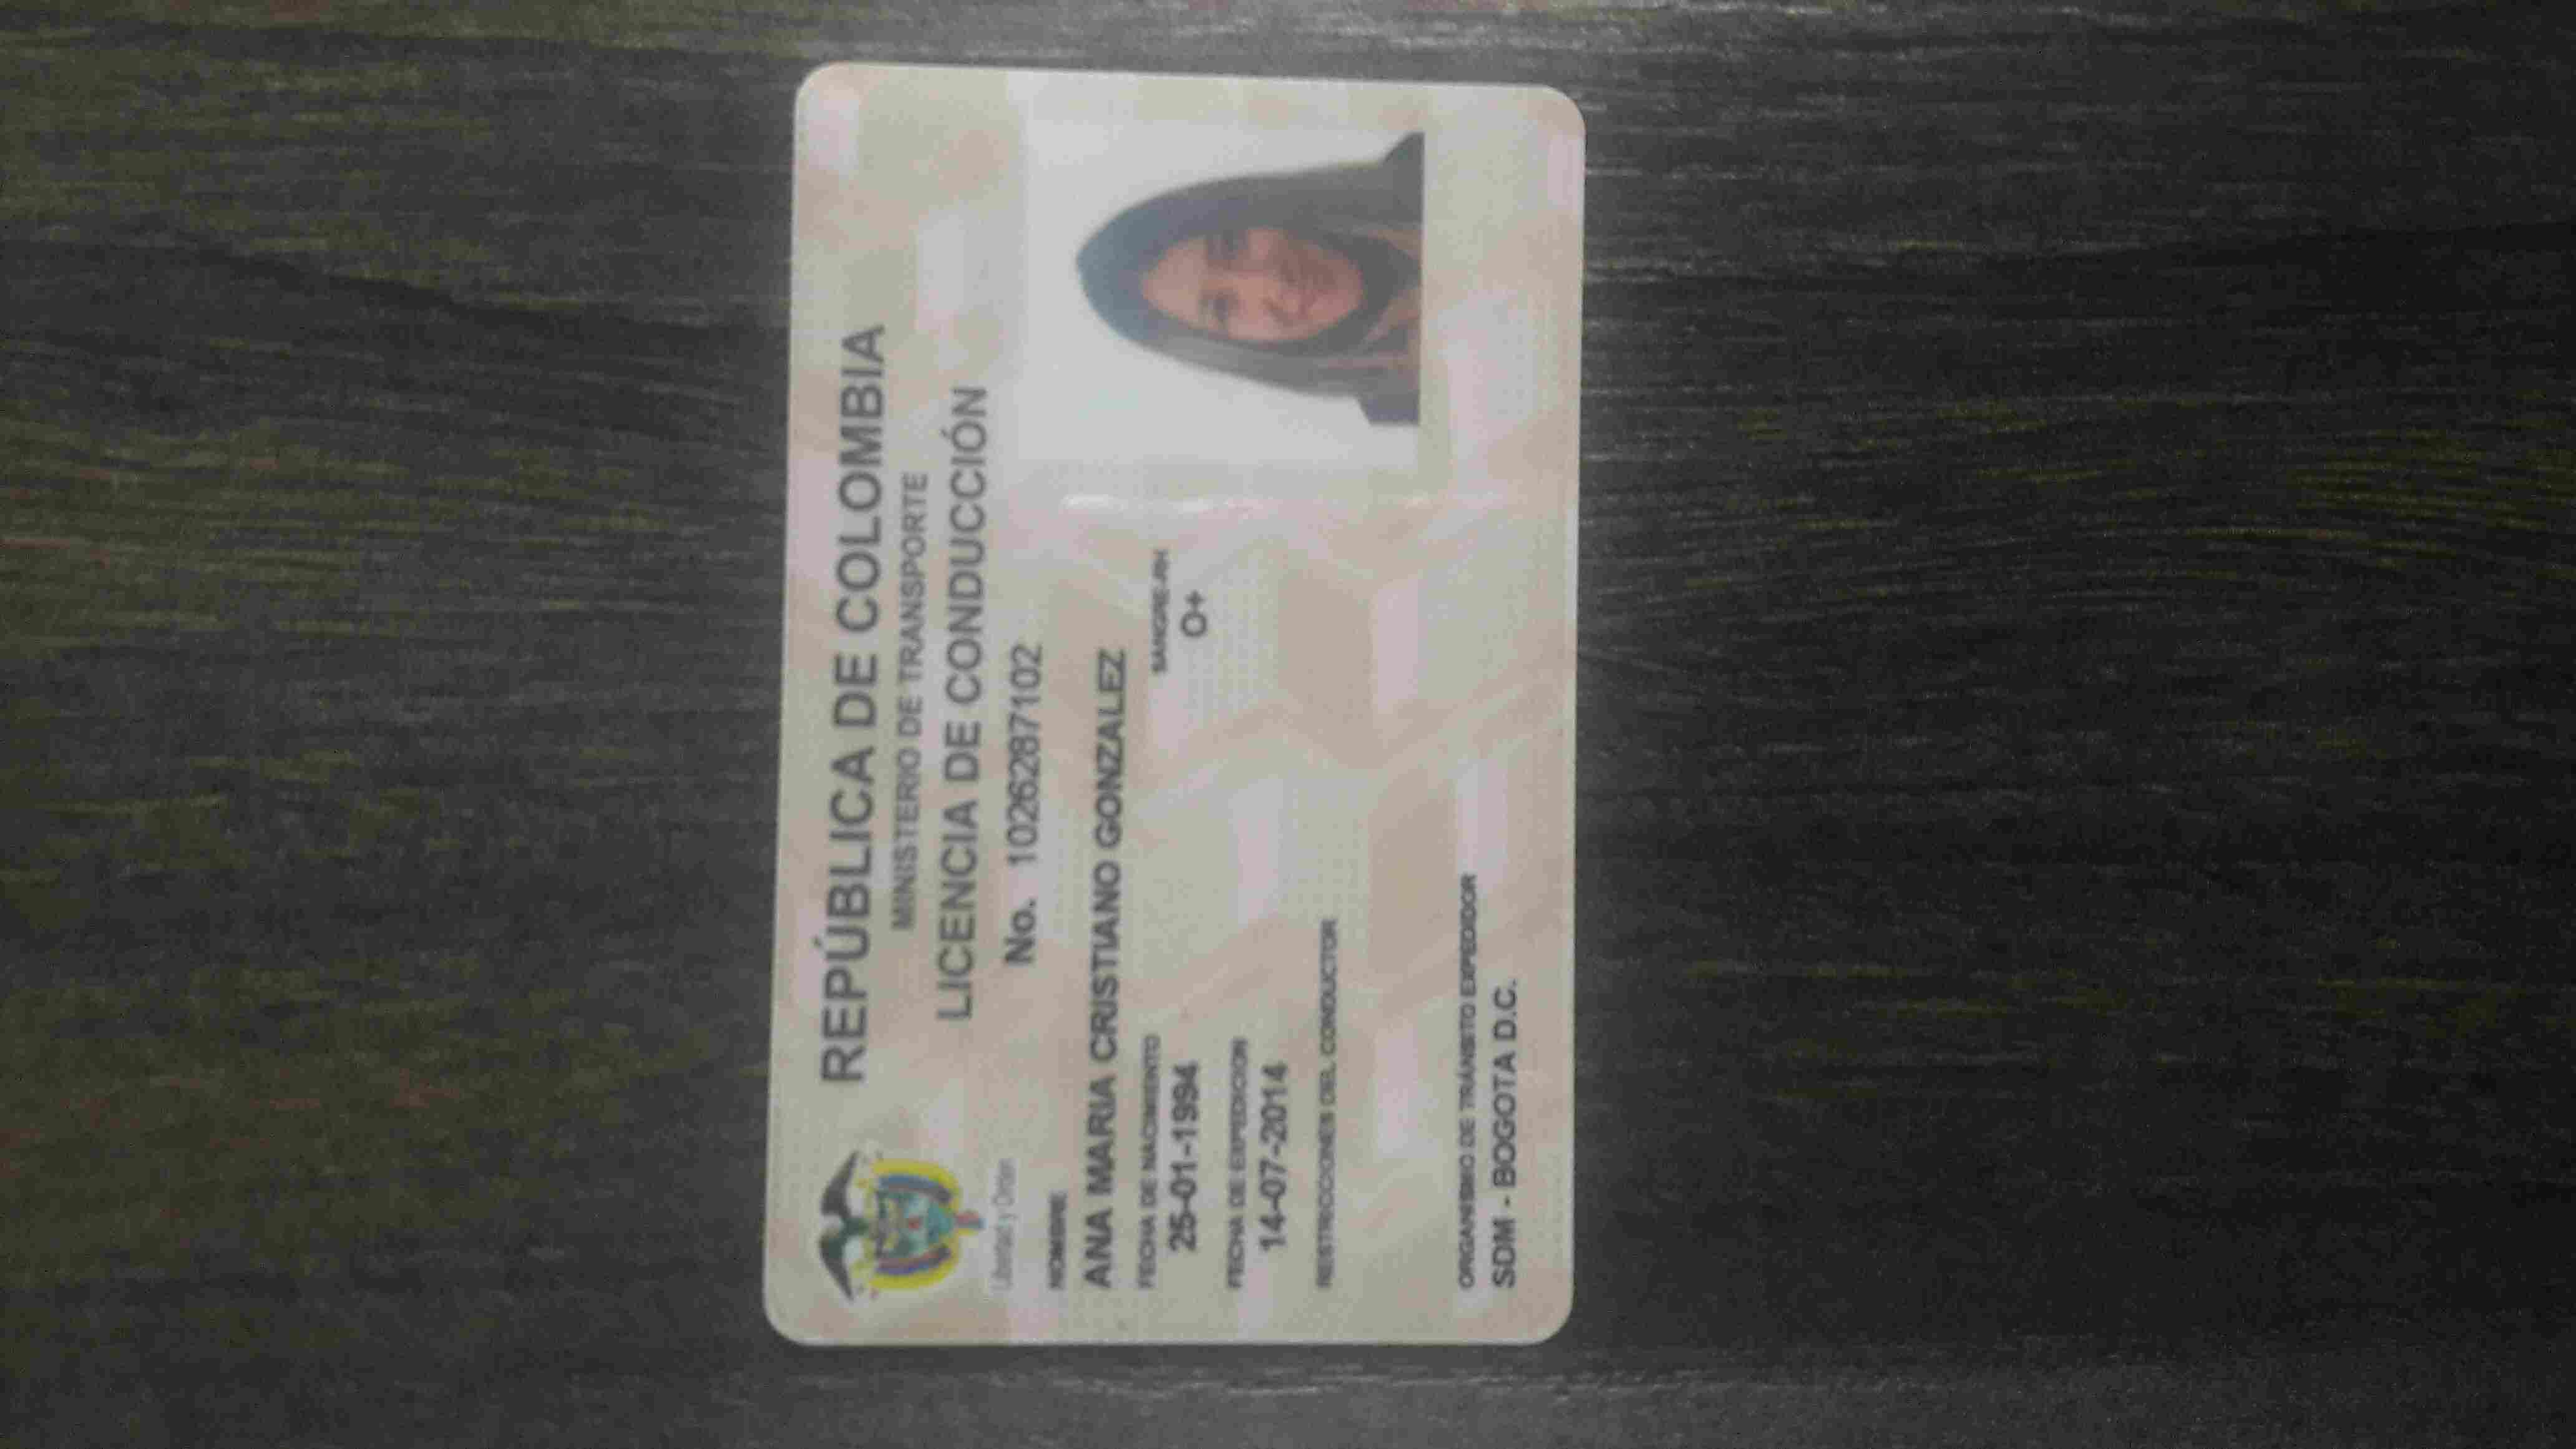 REPÚBLICA DE COLOMBIA
MINISTERIO DE TRANSPORTE
LICENCIA DE CONDUCCIÓN
No. 1026287102
Libertad y Orden
NOMBRE
ANA MARIA CRISTIANO GONZALEZ
FECHA DE NACIMIENTO
25-01-1994
SANGRE-RH
O+
FECHA DE EXPEDICION
14-07-2014
RESTRICCIONES DEL CONDUCTOR
ORGANISMO DE TRÁNSITO EXPEDIDOR
SDM - BOGOTA D.C.